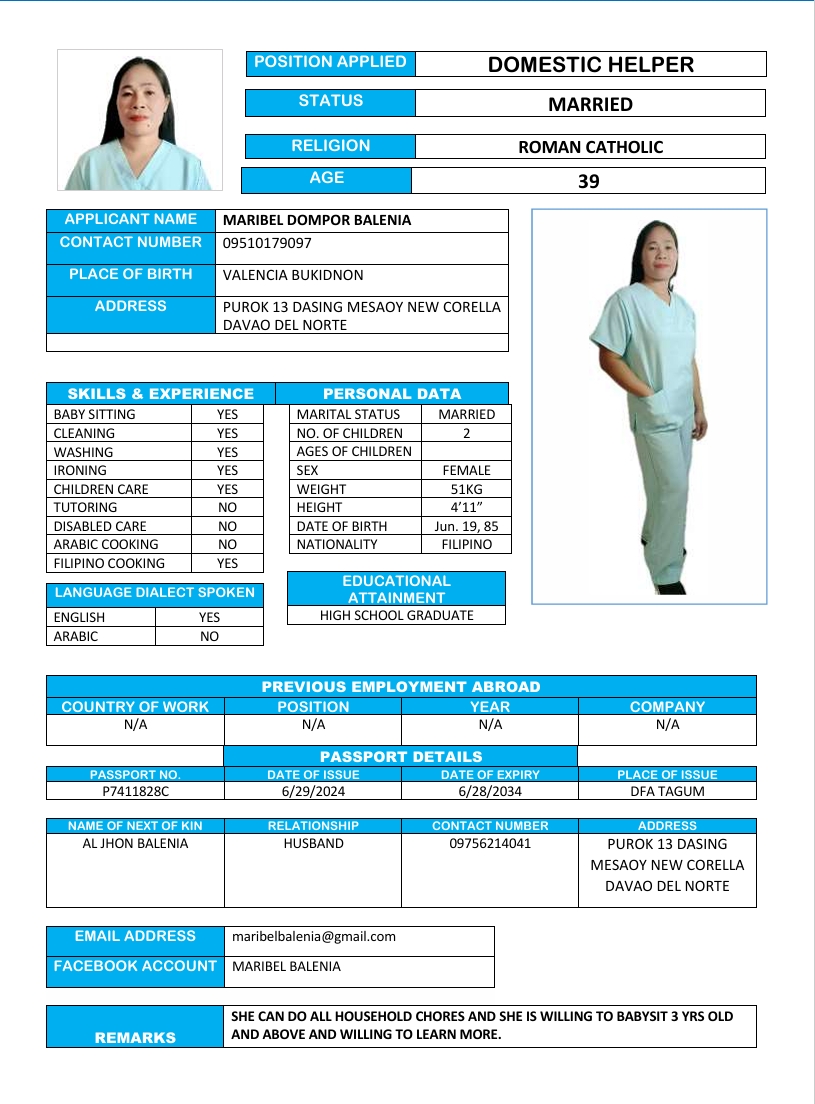 POSITION APPLIED DOMESTIC HELPER
STATUS MARRIED
RELIGION ROMAN CATHOLIC
AGE 39
APPLICANT NAME MARIBEL DOMPOR BALENIA
CONTACT NUMBER 09510179097
PLACE OF BIRTH VALENCIA BUKIDNON
ADDRESS PUROK 13 DASING MESAOY NEW CORELLA
DAVAO DEL NORTE
SKILLS & EXPERIENCE PERSONAL DATA
BABY SITTING YES MARITAL STATUS MARRIED
CLEANING YES NO. OF CHILDREN 2
WASHING YES AGES OF CHILDREN
IRONING YES SEX FEMALE
CHILDREN CARE YES WEIGHT 51KG
TUTORING NO HEIGHT 4’11”
DISABLED CARE NO DATE OF BIRTH Jun. 19, 85
ARABIC COOKING NO NATIONALITY FILIPINO
FILIPINO COOKING YES
LANGUAGE DIALECT SPOKEN
ENGLISH YES
ARABIC NO
EDUCATIONAL
ATTAINMENT
HIGH SCHOOL GRADUATE
PREVIOUS EMPLOYMENT ABROAD
COUNTRY OF WORK POSITION YEAR COMPANY
N/A N/A N/A N/A
PASSPORT DETAILS
PASSPORT NO. DATE OF ISSUE DATE OF EXPIRY PLACE OF ISSUE
P7411828C 6/29/2024 6/28/2034 DFA TAGUM
NAME OF NEXT OF KIN RELATIONSHIP CONTACT NUMBER ADDRESS
AL JHON BALENIA HUSBAND 09756214041 PUROK 13 DASING
MESAOY NEW CORELLA
DAVAO DEL NORTE
EMAIL ADDRESS maribelbalenia@gmail.com
FACEBOOK ACCOUNT MARIBEL BALENIA
REMARKS SHE CAN DO ALL HOUSEHOLD CHORES AND SHE IS WILLING TO BABYSIT 3 YRS OLD
AND ABOVE AND WILLING TO LEARN MORE.